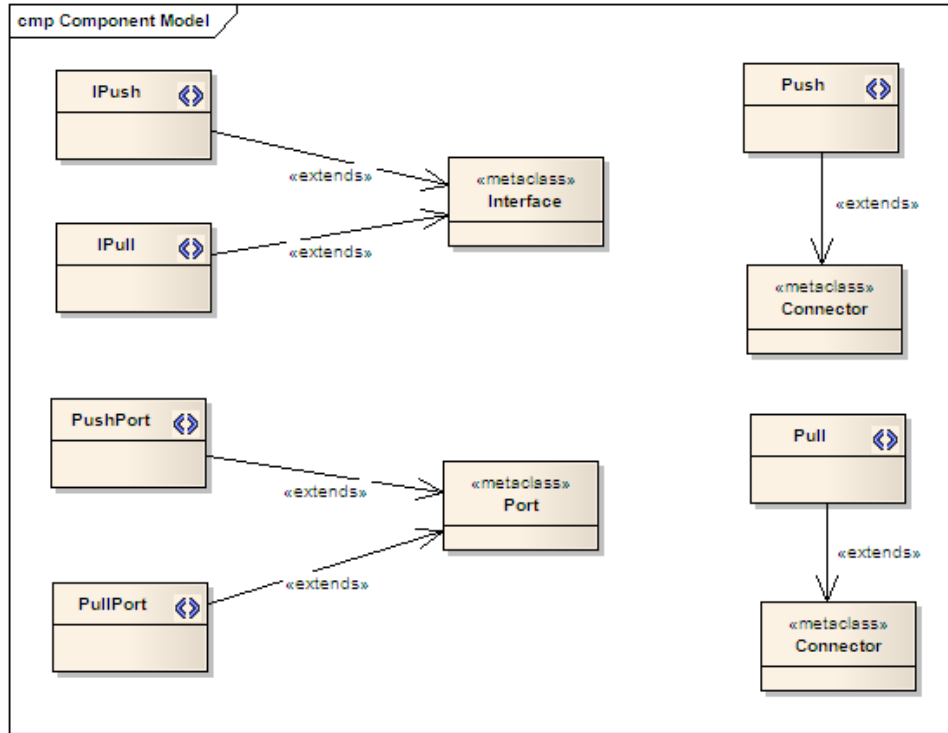 cmp Component Model
IPush
Push
«extends»
«metaclass»
Interface
IPull
«extends»
«extends»
«metaclass»
Connector
PushPort
«extends»
Pull
«metaclass»
Port
«extends»
PullPort
«extends»
«metaclass»
Connector